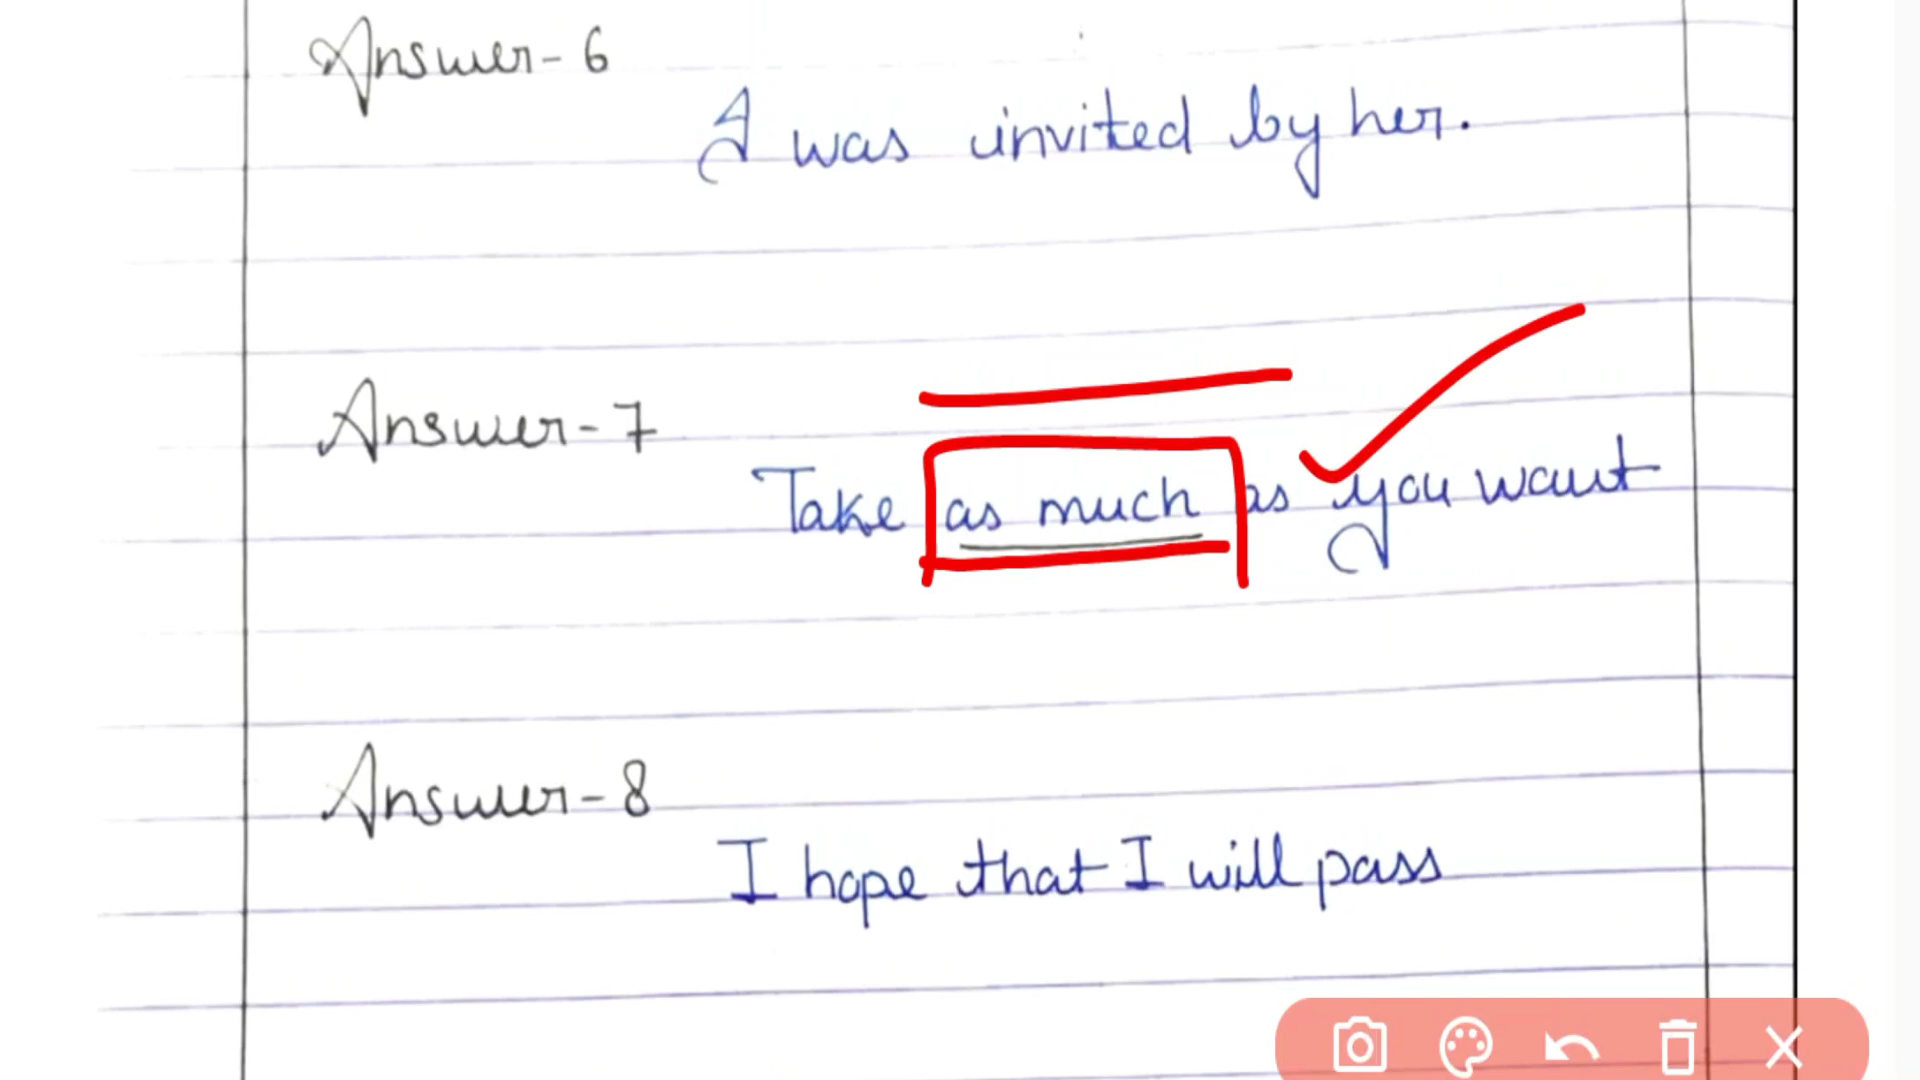 Answer-6
I was invited by her.
Answer-7
Take as much as you want
Answer-8
I hope that I will pass